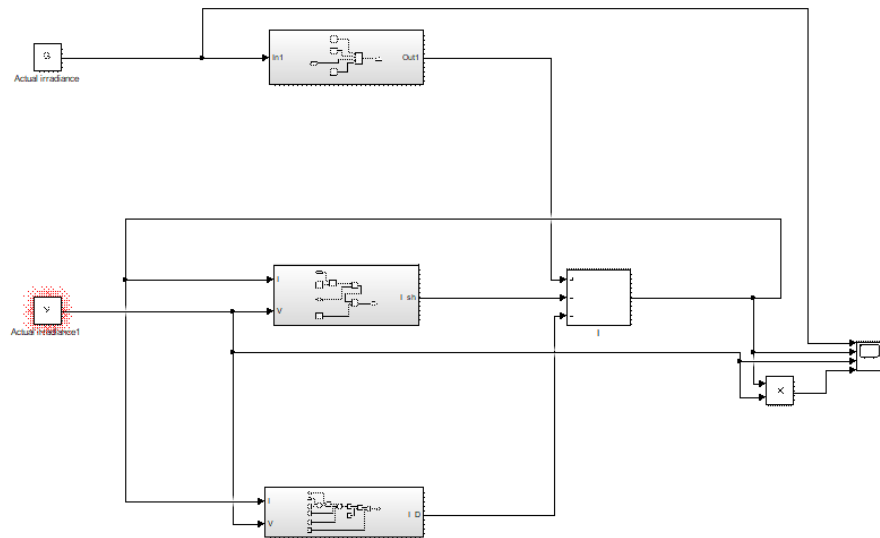 G
Actual irradiance
In1
Out1
I
V
I sh
V
Actual irradiance1
I
I
V
I D